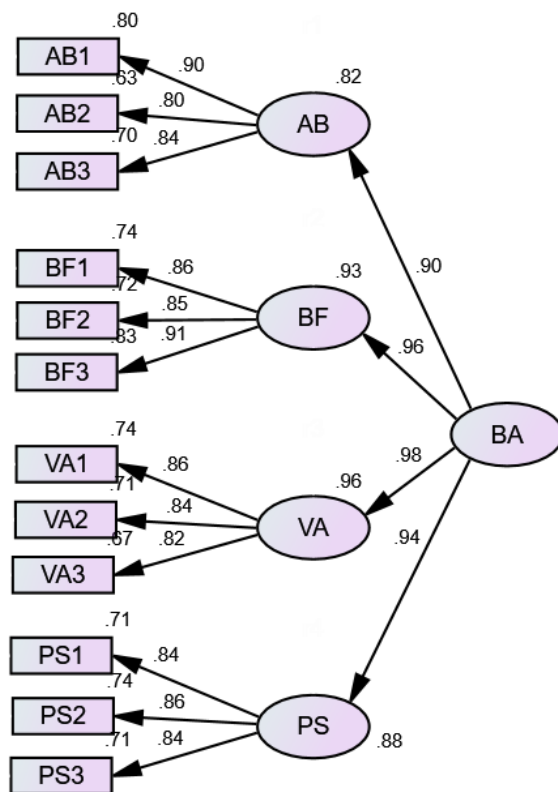 .80
AB1
.90
.82
.63
AB2
.80
AB
.70
AB3
.84
.74
BF1
.86
.93
.90
.72
BF2
.85
BF
.96
.83
BF3
.91
BA
.74
VA1
.86
.96
.98
.71
VA2
.84
VA
.94
.67
VA3
.82
.71
PS1
.84
.74
PS2
.86
PS
.88
.71
PS3
.84